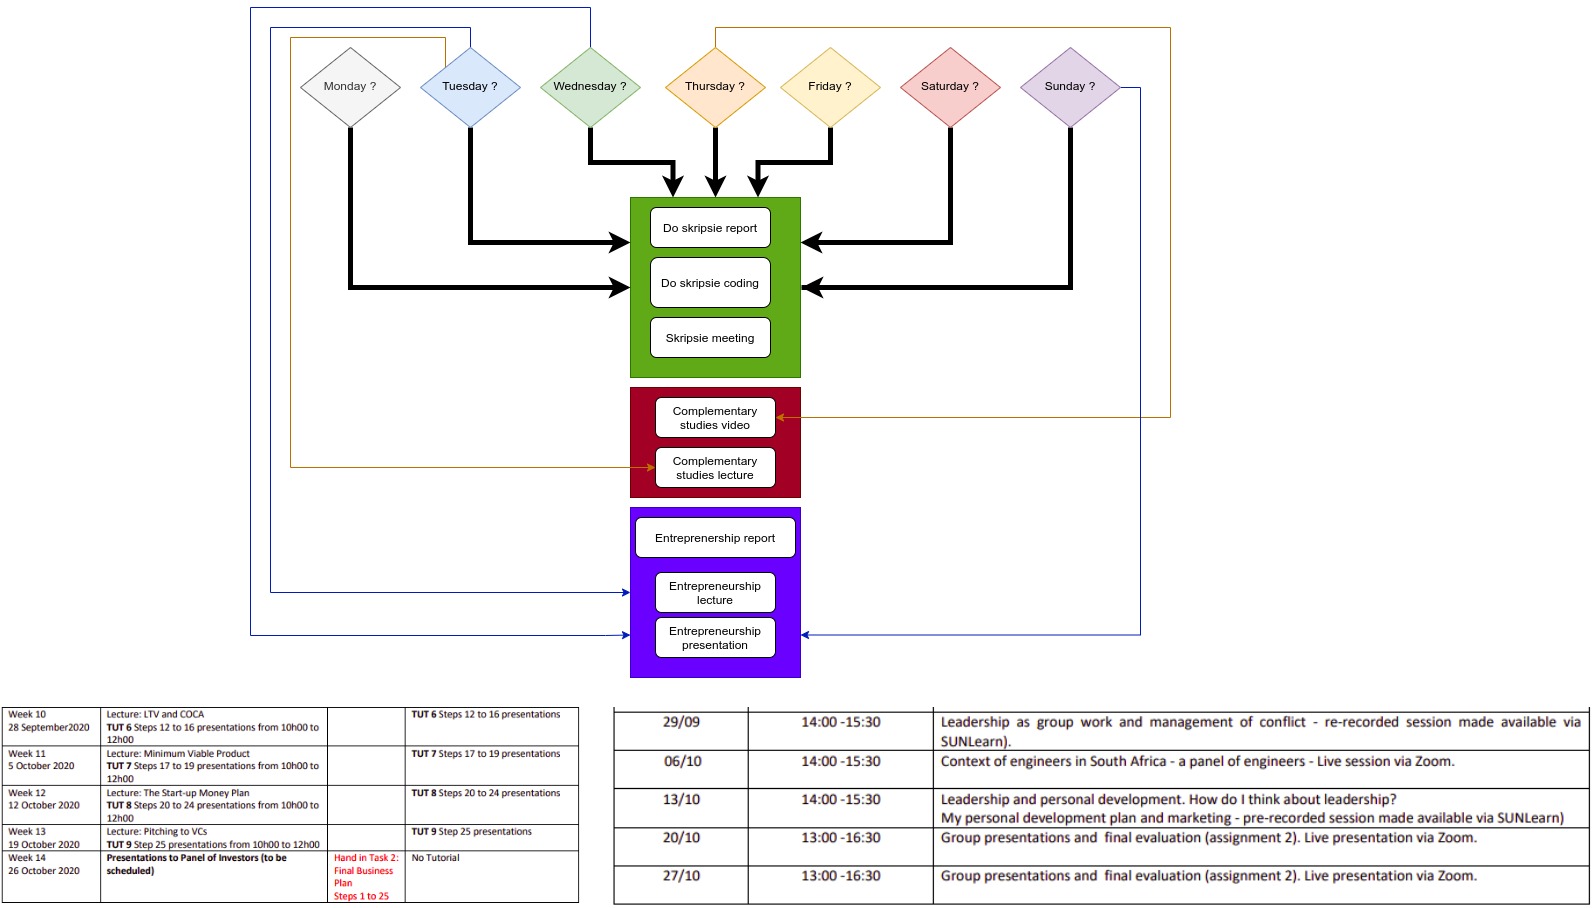 Monday ?
Tuesday ?
Wednesday ?
Thursday ?
Friday ?
Saturday ?
Sunday ?
Do skripsie report
Do skripsie coding
Skripsie meeting
Complementary
studies video
Complementary
studies lecture
Entreprenership report
Entrepreneurship
lecture
Entrepreneurship
presentation
Week 10
28 September2020
Lecture: LTV and COCA
TUT 6 Steps 12 to 16 presentations from 10h00 to
12h00
TUT 6 Steps 12 to 16 presentations
Week 11
5 October 2020
Lecture: Minimum Viable Product
TUT 7 Steps 17 to 19 presentations from 10h00 to
12h00
TUT 7 Steps 17 to 19 presentations
Week 12
12 October 2020
Lecture: The Start-up Money Plan
TUT 8 Steps 20 to 24 presentations from 10h00 to
12h00
TUT 8 Steps 20 to 24 presentations
Week 13
19 October 2020
Lecture: Pitching to VCs
TUT 9 Step 25 presentations from 10h00 to 12h00
TUT 9 Step 25 presentations
Week 14
26 October 2020
Presentations to Panel of Investors (to be
scheduled)
Hand in Task 2:
Final Business
Plan
Steps 1 to 25
No Tutorial
29/09
14:00 -15:30
Leadership as group work and management of conflict - re-recorded session made available via
SUNLearn).
06/10
14:00 -15:30
Context of engineers in South Africa - a panel of engineers - Live session via Zoom.
13/10
14:00 -15:30
Leadership and personal development. How do I think about leadership?
My personal development plan and marketing - pre-recorded session made available via SUNLearn)
20/10
13:00 -16:30
Group presentations and final evaluation (assignment 2). Live presentation via Zoom.
27/10
13:00 -16:30
Group presentations and final evaluation (assignment 2). Live presentation via Zoom.